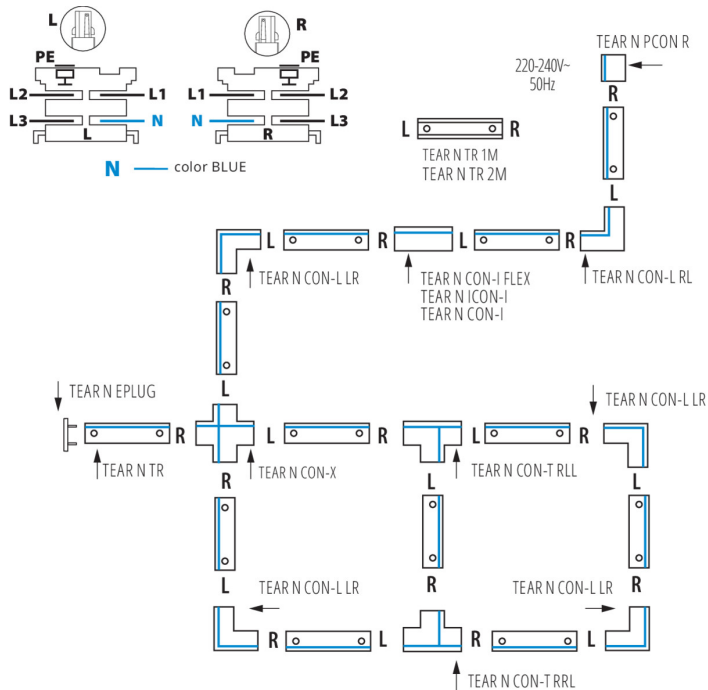 L
R
PE
PE
L2
L1
L1
L2
L3
N
N
L3
L
R
N
color BLUE
TEAR N PCON R
220-240V~
50Hz
R
L
R
TEAR N TR 1M
TEAR N TR 2M
L
L
R
L
R
TEAR N CON-L LR
TEAR N CON-I FLEX
TEAR N ICON-I
TEAR N CON-I
TEAR N CON-L RL
R
L
TEAR N EPLUG
TEAR N CON-L LR
R
L
R
L
R
TEAR N TR
TEAR N CON-X
TEAR N CON-T RLL
R
L
L
L
R
R
TEAR N CON-L LR
TEAR N CON-L LR
R
L
R
L
TEAR N CON-T RRL